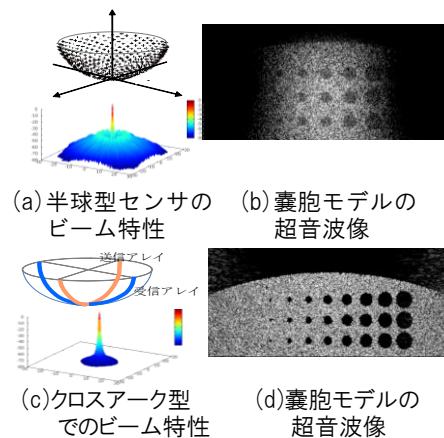 (a)半球型センサの
ビーム特性
(b)嚢胞モデルの
超音波像
送信アレイ
受信アレイ
(c)クロスアーク型
でのビーム特性
(d)嚢胞モデルの
超音波像